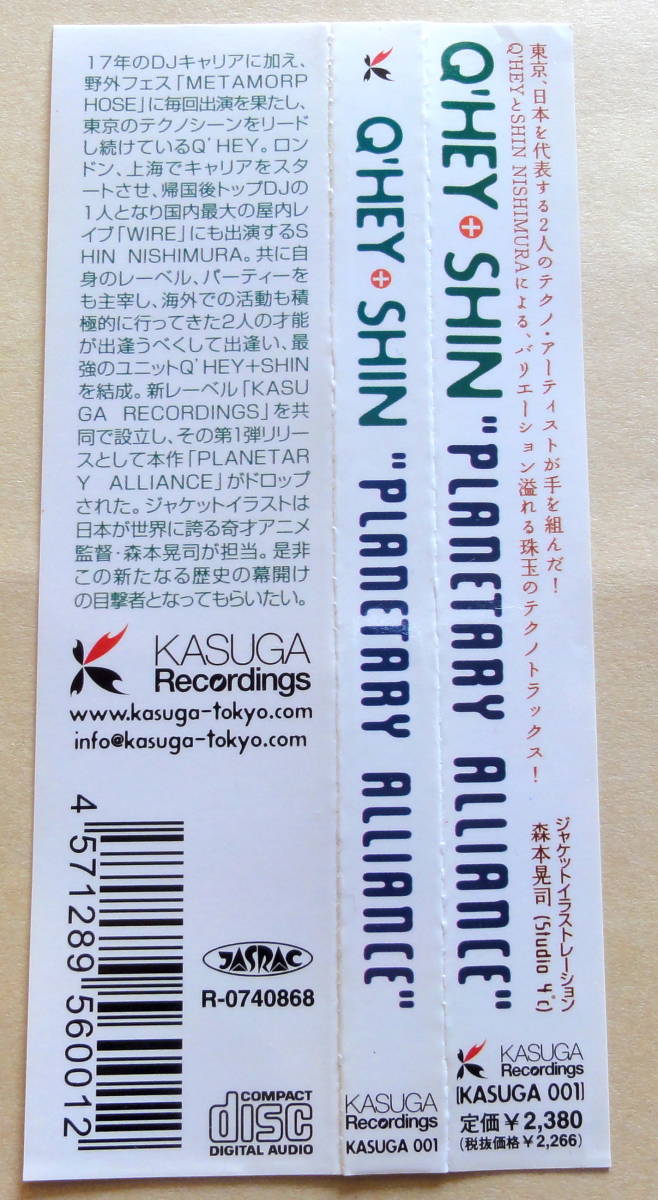 東京、日本を代表する2人のテクノ・アーティストが手を組んだ！
Q'HEYとSHIN NISHIMURAによる、バリエーション溢れる珠玉のテクノトラックス！
ジャケットイラストレーション
森本晃司 (Studio 4℃)
Q'HEY + SHIN "PLANETARY ALLIANCE"
KASUGA
Recordings
[KASUGA 001]
定価￥2,380
(税抜価格￥2,266)
Q'HEY + SHIN "PLANETARY ALLIANCE"
KASUGA
Recordings
KASUGA 001
17年のDJキャリアに加え、
野外フェス「METAMORP
HOSE」に毎回出演を果たし、
東京のテクノシーンをリード
し続けているQ'HEY。ロン
ドン、上海でキャリアをスタ
ートさせ、帰国後トップDJの
1人となり国内最大の屋内レ
イブ「WIRE」にも出演するS
HIN NISHIMURA。共に自
身のレーベル、パーティーを
も主宰し、海外での活動も積
極的に行ってきた2人の才能
が出逢うべくして出逢い、最
強のユニットQ'HEY+SHIN
を結成。新レーベル「KASU
GA RECORDINGS」を共
同で設立し、その第1弾リリー
スとして本作「PLANETAR
Y ALLIANCE」がドロップ
された。ジャケットイラストは
日本が世界に誇る奇才アニメ
監督・森本晃司が担当。是非
この新たなる歴史の幕開け
の目撃者となってもらいたい。
KASUGA
Recordings
www.kasuga-tokyo.com
info@kasuga-tokyo.com
4 571289 560012
JASRAC
R-0740868
COMPACT
disc
DIGITAL AUDIO